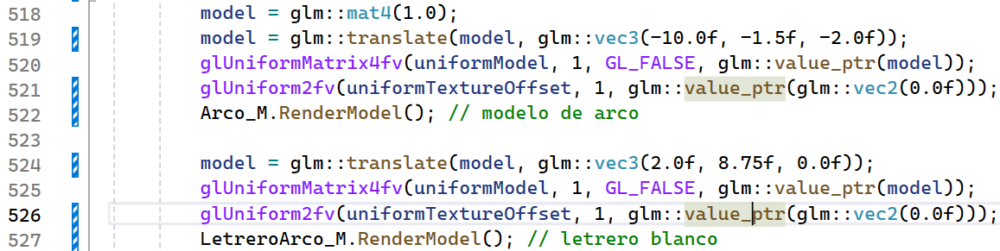 518 model = glm::mat4(1.0);
519 model = glm::translate(model, glm::vec3(-10.0f, -1.5f, -2.0f));
520 glUniformMatrix4fv(uniformModel, 1, GL_FALSE, glm::value_ptr(model));
521 glUniform2fv(uniformTextureOffset, 1, glm::value_ptr(glm::vec2(0.0f)));
522 Arco_M.RenderModel(); // modelo de arco
523
524 model = glm::translate(model, glm::vec3(2.0f, 8.75f, 0.0f));
525 glUniformMatrix4fv(uniformModel, 1, GL_FALSE, glm::value_ptr(model));
526 glUniform2fv(uniformTextureOffset, 1, glm::value_ptr(glm::vec2(0.0f)));
527 LetreroArco_M.RenderModel(); // letrero blanco